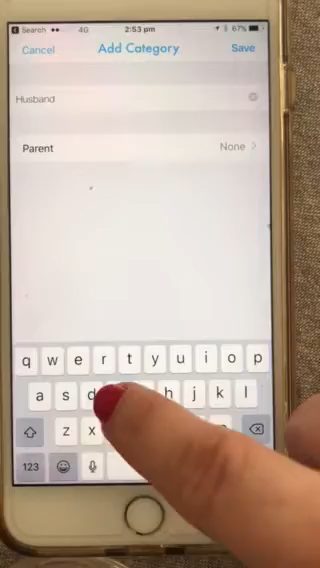 Search 4G 2:53 pm 67%
Cancel Add Category Save
Husband
Parent None
q w e r t y u i o p
a s d h j k l
z x
123